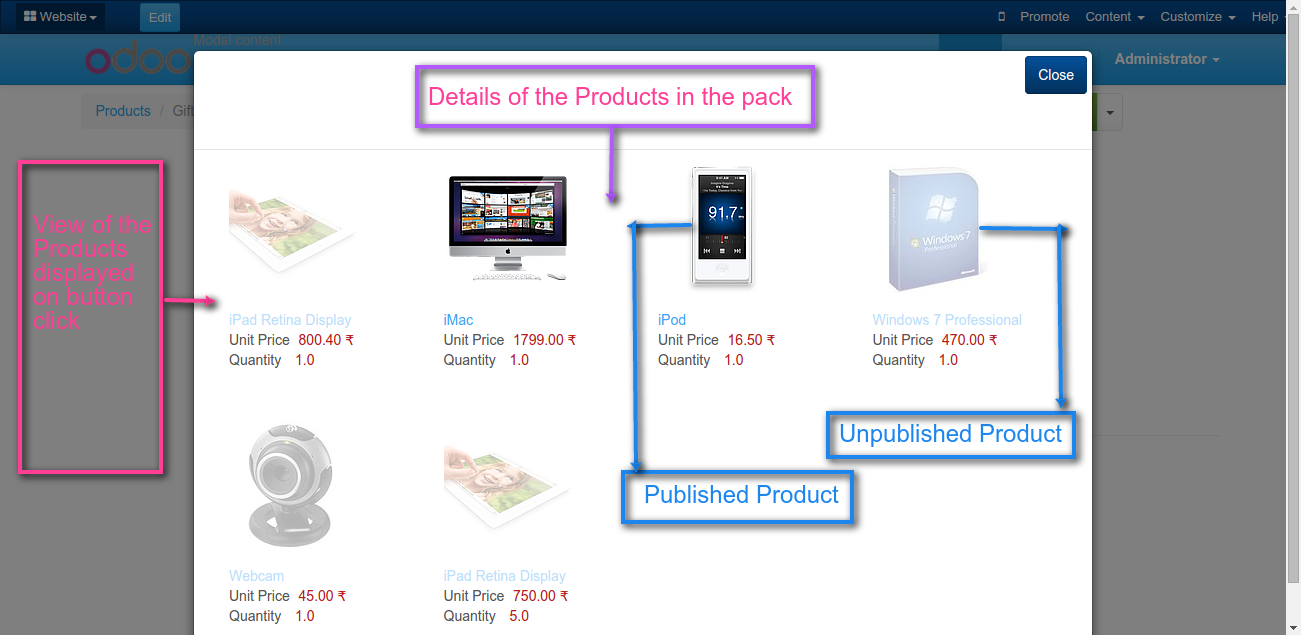 Website
Edit
Promote
Content
Customize
Help
Modal content
odoo
Administrator
Close
Products / Gift
Details of the Products in the pack
View of the
Products
displayed
on button
click
91.7
Windows 7
Professional
iPad Retina Display
Unit Price 800.40 ₹
Quantity 1.0
iMac
Unit Price 1799.00 ₹
Quantity 1.0
iPod
Unit Price 16.50 ₹
Quantity 1.0
Windows 7 Professional
Unit Price 470.00 ₹
Quantity 1.0
Unpublished Product
Published Product
Webcam
Unit Price 45.00 ₹
Quantity 1.0
iPad Retina Display
Unit Price 750.00 ₹
Quantity 5.0